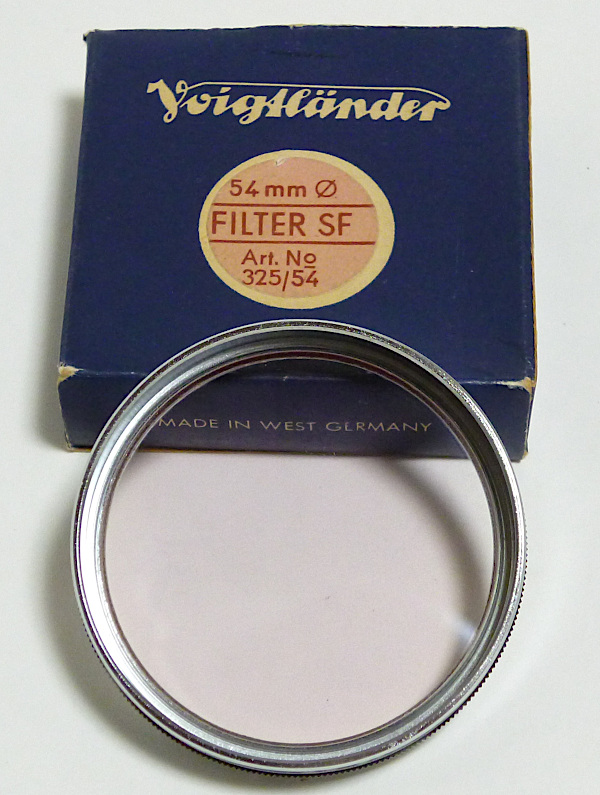 Voigtländer
54 mm Ø
FILTER SF
Art. No
325/54
MADE IN WEST GERMANY